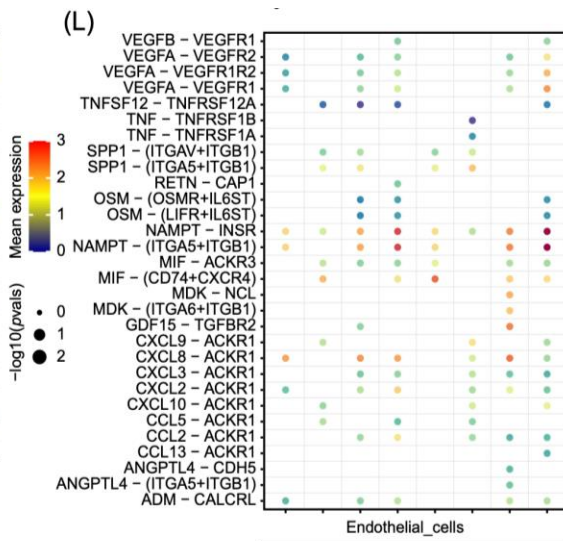 (L)
VEGFB − VEGFR1
VEGFA − VEGFR2
VEGFA − VEGFR1R2
VEGFA − VEGFR1
TNFSF12 − TNFRSF12A
TNF − TNFRSF1B
TNF − TNFRSF1A
SPP1 − (ITGAV+ITGB1)
SPP1 − (ITGA5+ITGB1)
RETN − CAP1
OSM − (OSMR+IL6ST)
OSM − (LIFR+IL6ST)
NAMPT − INSR
NAMPT − (ITGA5+ITGB1)
MIF − ACKR3
MIF − (CD74+CXCR4)
MDK − NCL
MDK − (ITGA6+ITGB1)
GDF15 − TGFBR2
CXCL9 − ACKR1
CXCL8 − ACKR1
CXCL3 − ACKR1
CXCL2 − ACKR1
CXCL10 − ACKR1
CCL5 − ACKR1
CCL2 − ACKR1
CCL13 − ACKR1
ANGPTL4 − CDH5
ANGPTL4 − (ITGA5+ITGB1)
ADM − CALCRL
Endothelial_cells
Mean expression
3
2
1
0
−log10(pvals)
0
1
2